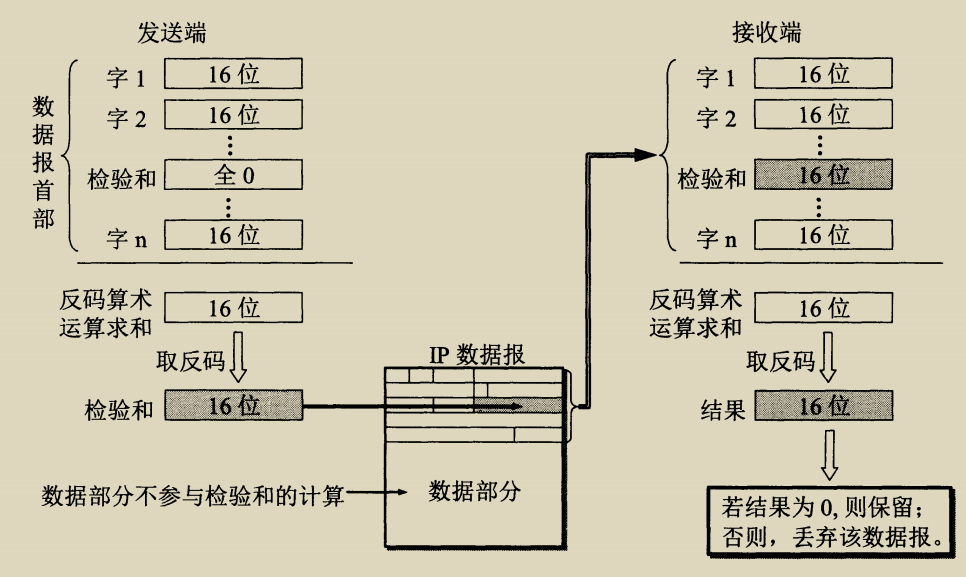 发送端
数据报首部
字 1 16 位
字 2 16 位
检验和 全 0
字 n 16 位
反码算术
运算求和
16 位
取反码
检验和 16 位
数据部分不参与检验和的计算
IP 数据报
数据部分
接收端
字 1 16 位
字 2 16 位
检验和 16 位
字 n 16 位
反码算术
运算求和
16 位
取反码
结果 16 位
若结果为 0, 则保留;
否则，丢弃该数据报。